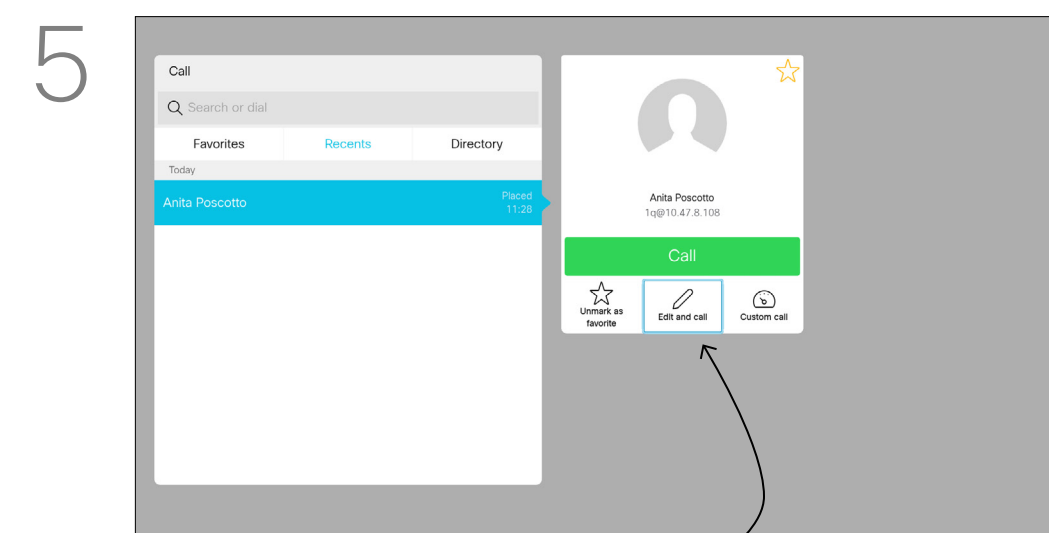 5
Call
Search or dial
Favorites Recents Directory
Today
Anita Poscotto
Placed
11:28
Anita Poscotto
1q@10.47.8.108
Call
Unmark as
favorite
Edit and call
Custom call